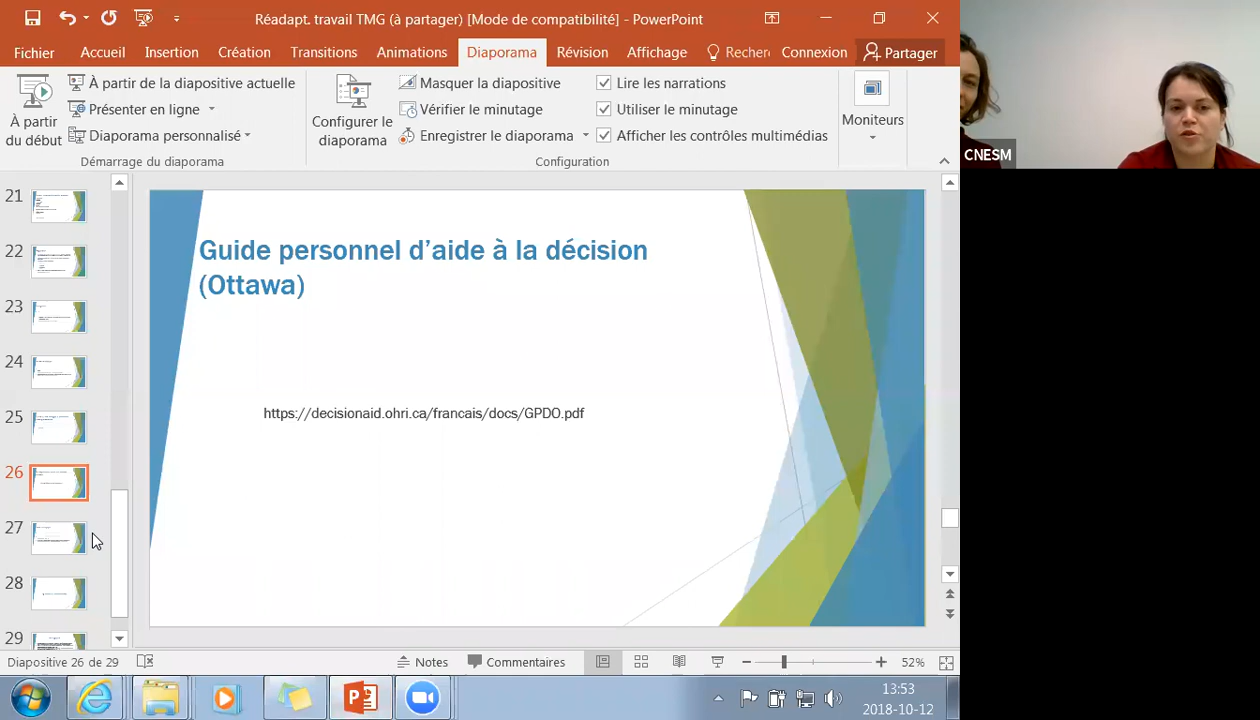 Réadapt. travail TMG (à partager) [Mode de compatibilité] - PowerPoint
Fichier Accueil Insertion Création Transitions Animations Diaporama Révision Affichage Recher Connexion Partager
À partir du début
À partir de la diapositive actuelle
Présenter en ligne
Diaporama personnalisé
Démarrage du diaporama
Configurer le diaporama
Masquer la diapositive
Vérifier le minutage
Enregistrer le diaporama
Lire les narrations
Utiliser le minutage
Afficher les contrôles multimédias
Configuration
Moniteurs
CNESM
21
22
23
24
25
26
27
28
29
Guide personnel d’aide à la décision
(Ottawa)
https://decisionaid.ohri.ca/francais/docs/GPDO.pdf
Diapositive 26 de 29
Notes
Commentaires
52%
13:53
2018-10-12